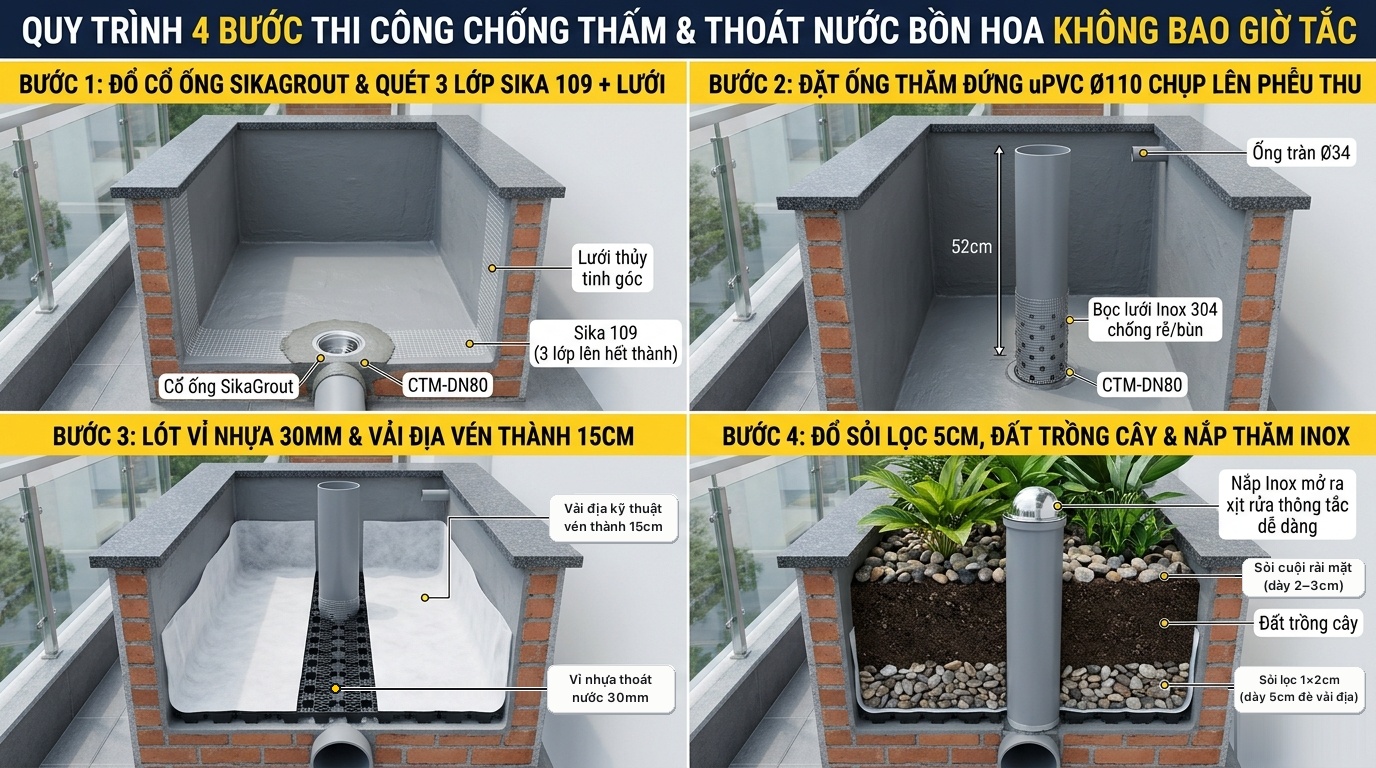 QUY TRÌNH 4 BƯỚC THI CÔNG CHỐNG THẤM & THOÁT NƯỚC BỒN HOA KHÔNG BAO GIỜ TẮC
BƯỚC 1: ĐỔ CỔ ỐNG SIKAGROUT & QUÉT 3 LỚP SIKA 109 + LƯỚI
Lưới thủy
tinh góc
Sika 109
(3 lớp lên hết thành)
Cổ ống SikaGrout
CTM-DN80
BƯỚC 2: ĐẶT ỐNG THĂM ĐỨNG uPVC Ø110 CHỤP LÊN PHỄU THU
Ống tràn Ø34
52cm
Bọc lưới Inox 304
chống rễ/bùn
CTM-DN80
BƯỚC 3: LÓT VỈ NHỰA 30MM & VẢI ĐỊA VÉN THÀNH 15CM
Vải địa kỹ thuật
vén thành 15cm
Vỉ nhựa thoát
nước 30mm
BƯỚC 4: ĐỔ SỎI LỌC 5CM, ĐẤT TRỒNG CÂY & NẮP THĂM INOX
Nắp Inox mở ra
xịt rửa thông tắc
dễ dàng
Sỏi cuội rải mặt
(dày 2–3cm)
Đất trồng cây
Sỏi lọc 1×2cm
(dày 5cm đè vải địa)